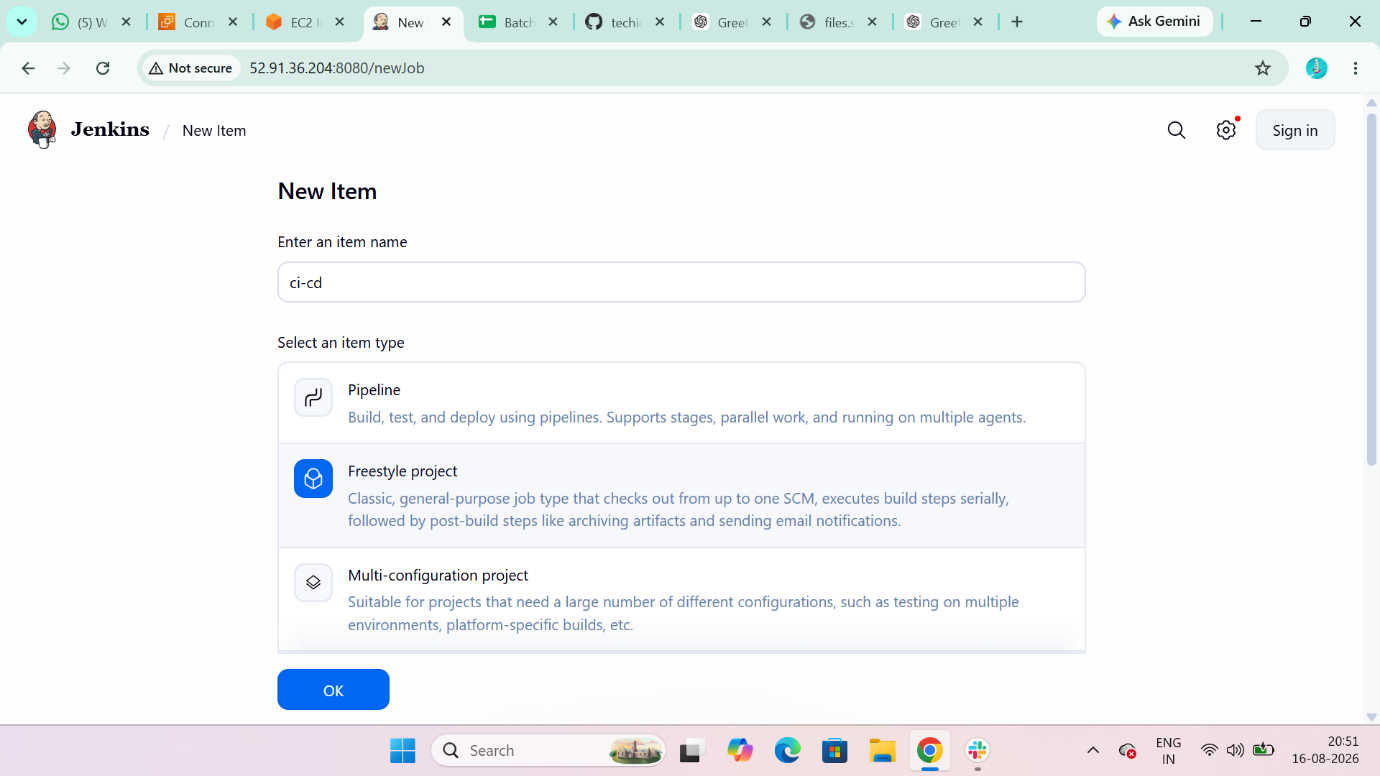 (5) W
Conn
EC2 I
New
Batch
techie
Greet
files.s
Greet
Ask Gemini
Not secure
52.91.36.204:8080/newJob
Jenkins / New Item
Sign in
New Item
Enter an item name
ci-cd
Select an item type
Pipeline
Build, test, and deploy using pipelines. Supports stages, parallel work, and running on multiple agents.
Freestyle project
Classic, general-purpose job type that checks out from up to one SCM, executes build steps serially,
followed by post-build steps like archiving artifacts and sending email notifications.
Multi-configuration project
Suitable for projects that need a large number of different configurations, such as testing on multiple
environments, platform-specific builds, etc.
OK
Search
ENG
IN
20:51
16-08-2026